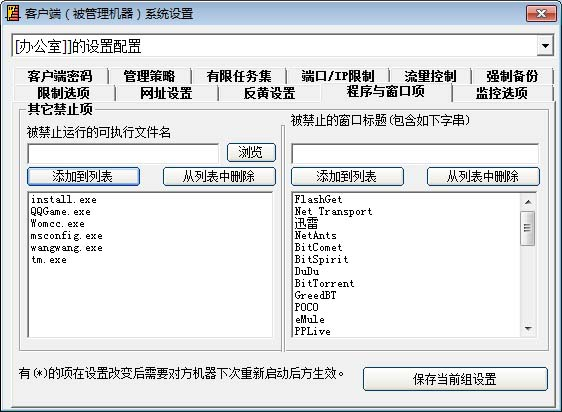 客户端（被管理机器）系统设置
[办公室]]的设置配置
客户端密码 管理策略 有限任务集 端口/IP限制 流量控制 强制备份
限制选项 网址设置 反黄设置 程序与窗口项 监控选项
其它禁止项
被禁止运行的可执行文件名
浏览
添加到列表 从列表中删除
install.exe
QQGame.exe
Womcc.exe
msconfig.exe
wangwang.exe
tm.exe
被禁止的窗口标题(包含如下字串)
添加到列表 从列表中删除
FlashGet
Net Transport
迅雷
NetAnts
BitComet
BitSpirit
DuDu
BitTorrent
GreedBT
POCO
eMule
PPLive
有(*)的项在设置改变后需要对方机器下次重新启动后方生效。
保存当前组设置